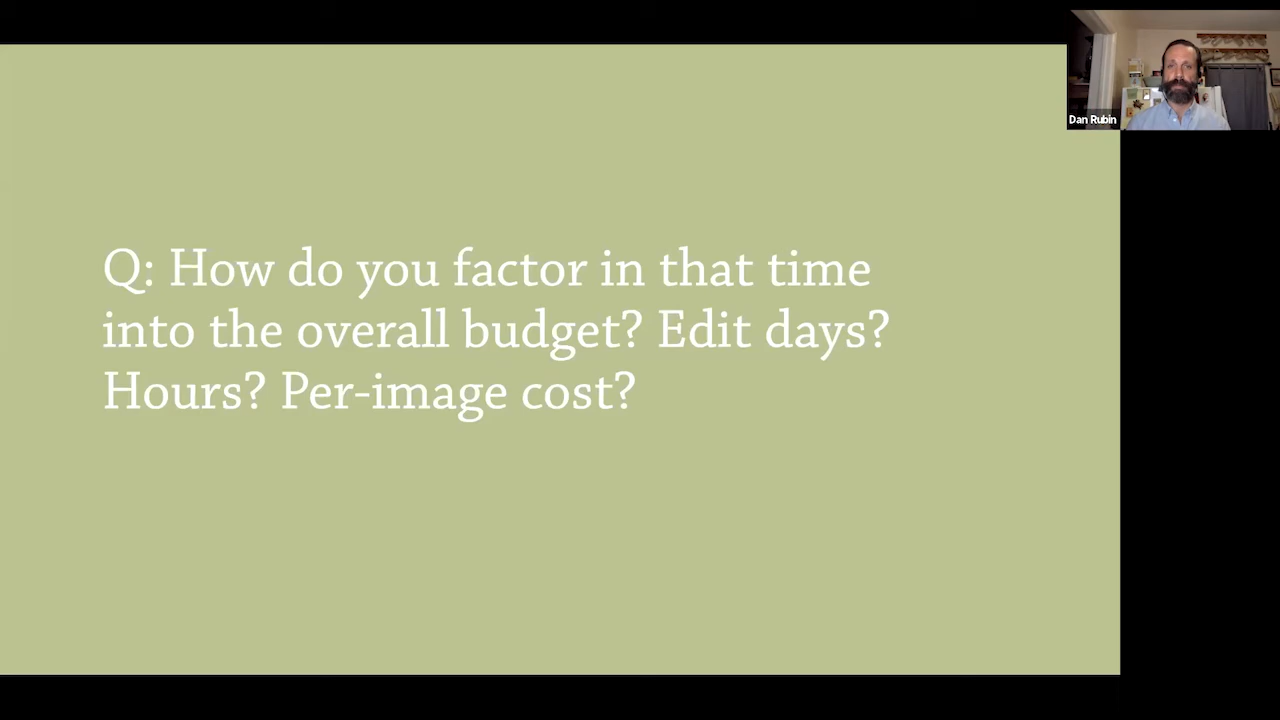 Dan Rubin
Q: How do you factor in that time
into the overall budget? Edit days?
Hours? Per-image cost?